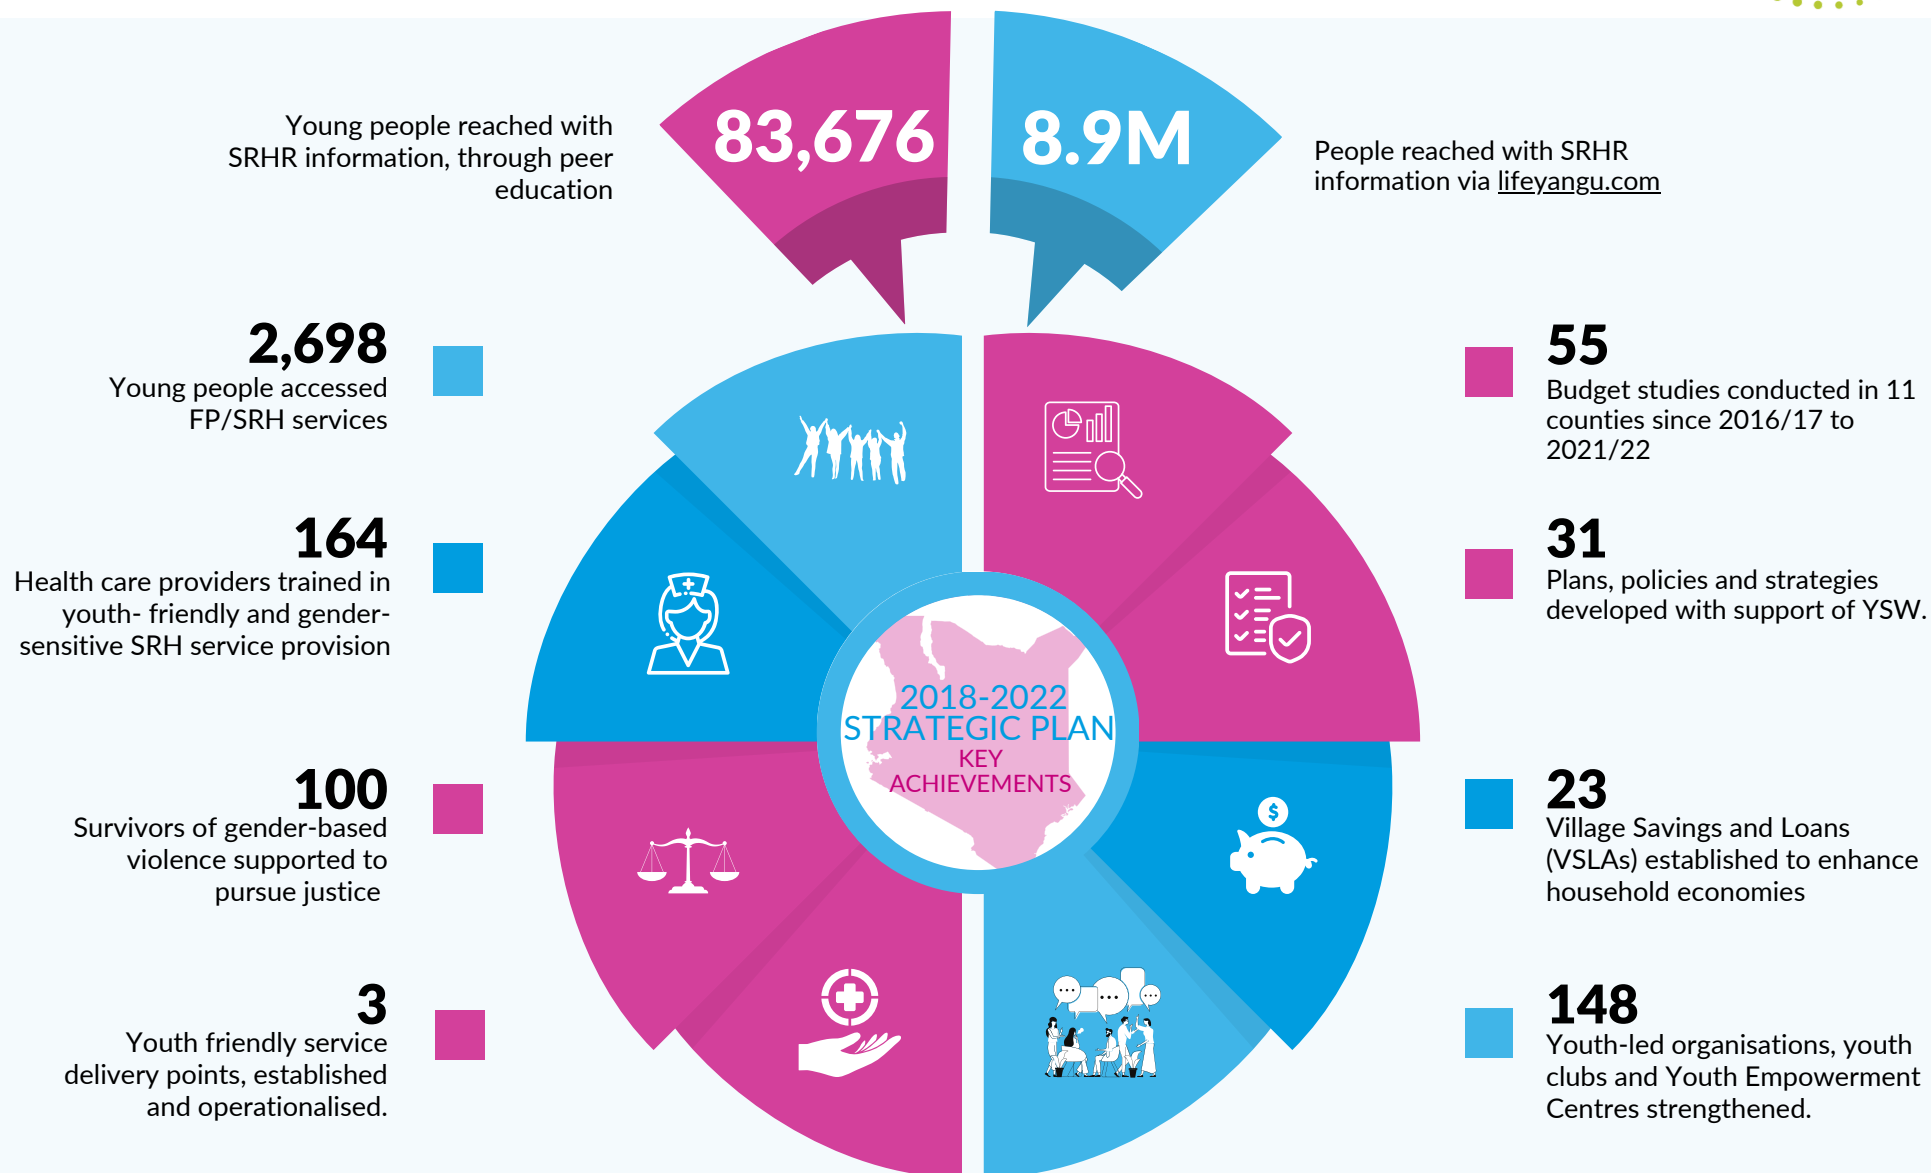 83,676
Young people reached with
SRHR information, through peer
education
8.9M
People reached with SRHR
information via lifeyangu.com
2,698
Young people accessed
FP/SRH services
164
Health care providers trained in
youth- friendly and gender-
sensitive SRH service provision
100
Survivors of gender-based
violence supported to
pursue justice
3
Youth friendly service
delivery points, established
and operationalised.
2018-2022
STRATEGIC PLAN
KEY
ACHIEVEMENTS
$
55
Budget studies conducted in 11
counties since 2016/17 to
2021/22
31
Plans, policies and strategies
developed with support of YSW.
23
Village Savings and Loans
(VSLAs) established to enhance
household economies
148
Youth-led organisations, youth
clubs and Youth Empowerment
Centres strengthened.